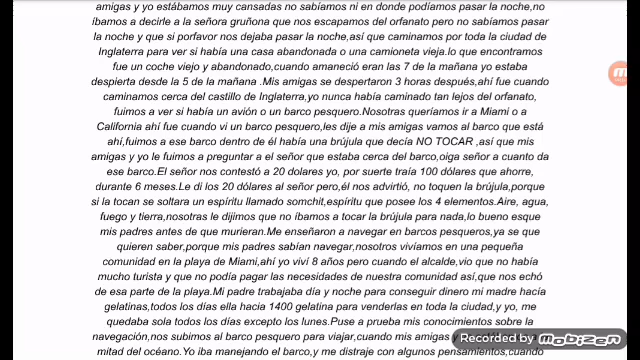 amigas y yo estábamos muy cansadas no sabíamos ni en donde podíamos pasar la noche,no
ibamos a decirle a la señora gruñona que nos escapamos del orfanato pero no sabíamos pasar
la noche y que si porfavor nos dejaba pasar la noche,así que caminamos por toda la ciudad de
Inglaterra para ver si había una casa abandonada o una camioneta vieja.lo que encontramos
fue un coche viejo y abandonado,cuando amaneció eran las 7 de la mañana yo estaba
despierta desde la 5 de la mañana .Mis amigas se despertaron 3 horas después,ahí fue cuando
caminamos cerca del castillo de Inglaterra,yo nunca había caminado tan lejos del orfanato,
fuimos a ver si había un avión o un barco pesquero.Nosotras queríamos ir a Miami o a
California ahí fue cuando vi un barco pesquero,les dije a mis amigas vamos al barco que está
ahí,fuimos a ese barco dentro de él había una brújula que decía NO TOCAR ,así que mis
amigas y yo le fuimos a preguntar a el señor que estaba cerca del barco,oiga señor a cuanto da
ese barco.El señor nos contestó a 20 dolares yo, por suerte traía 100 dólares que ahorre,
durante 6 meses.Le di los 20 dólares al señor pero,él nos advirtió, no toquen la brújula,porque
si la tocan se soltara un espíritu llamado somchit,espíritu que posee los 4 elementos.Aire, agua,
fuego y tierra,nosotras le dijimos que no íbamos a tocar la brújula para nada,lo bueno esque
mis padres antes de que murieran.Me enseñaron a navegar en barcos pesqueros,ya se que
quieren saber,porque mis padres sabían navegar,nosotros vivíamos en una pequeña
comunidad en la playa de Miami,ahí yo viví 8 años pero cuando el alcalde,vio que no había
mucho turista y que no podía pagar las necesidades de nuestra comunidad así,que nos echó
de esa parte de la playa.Mi padre trabajaba día y noche para conseguir dinero mi madre hacía
gelatinas,todos los días ella hacia 1400 gelatina para venderlas en toda la ciudad,y yo, me
quedaba sola todos los días excepto los lunes.Puse a prueba mis conocimientos sobre la
navegación,nos subimos al barco pesquero para viajar,cuando mis amigas y
mitad del océano.Yo iba manejando el barco,y me distraje con algunos pensamientos,cuando
Recorded by mobizen
M